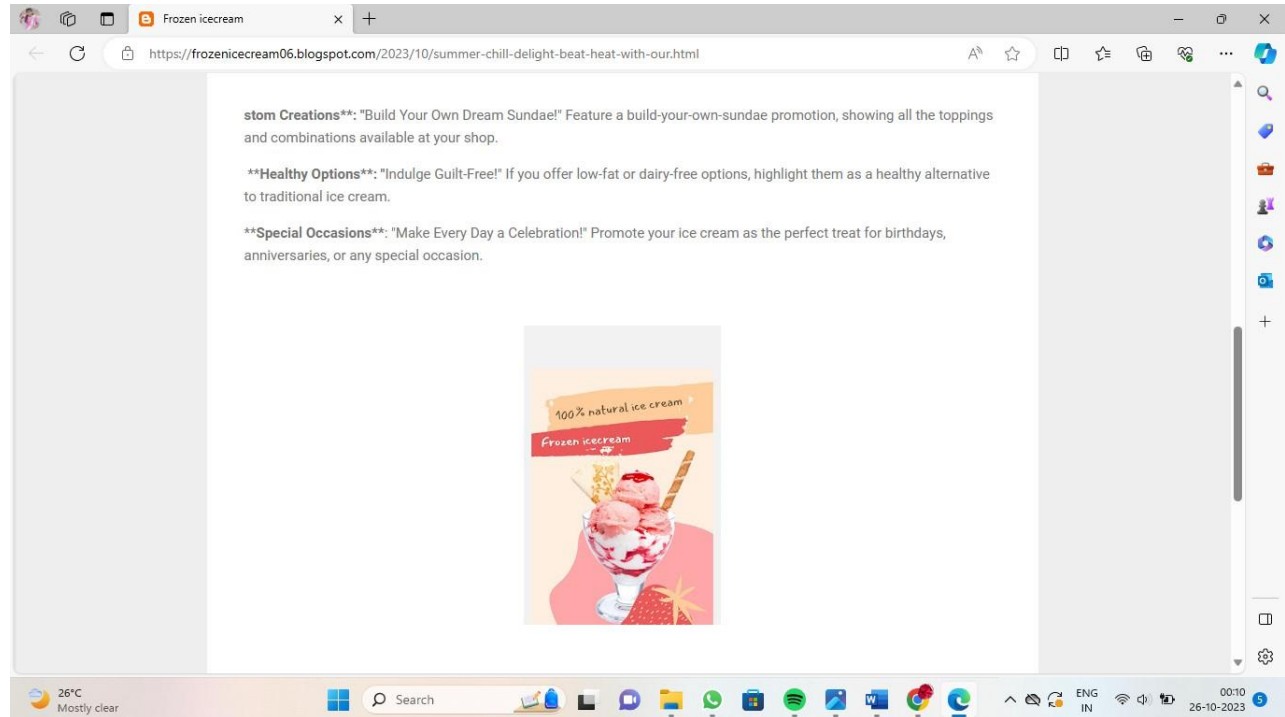 Frozen icecream
https://frozenicecream06.blogspot.com/2023/10/summer-chill-delight-beat-heat-with-our.html
stom Creations**: "Build Your Own Dream Sundae!" Feature a build-your-own-sundae promotion, showing all the toppings
and combinations available at your shop.
**Healthy Options**: "Indulge Guilt-Free!" If you offer low-fat or dairy-free options, highlight them as a healthy alternative
to traditional ice cream.
**Special Occasions**: "Make Every Day a Celebration!" Promote your ice cream as the perfect treat for birthdays,
anniversaries, or any special occasion.
100% natural ice cream
Frozen icecream
26°C
Mostly clear
Search
ENG
IN
00:10
26-10-2023
5